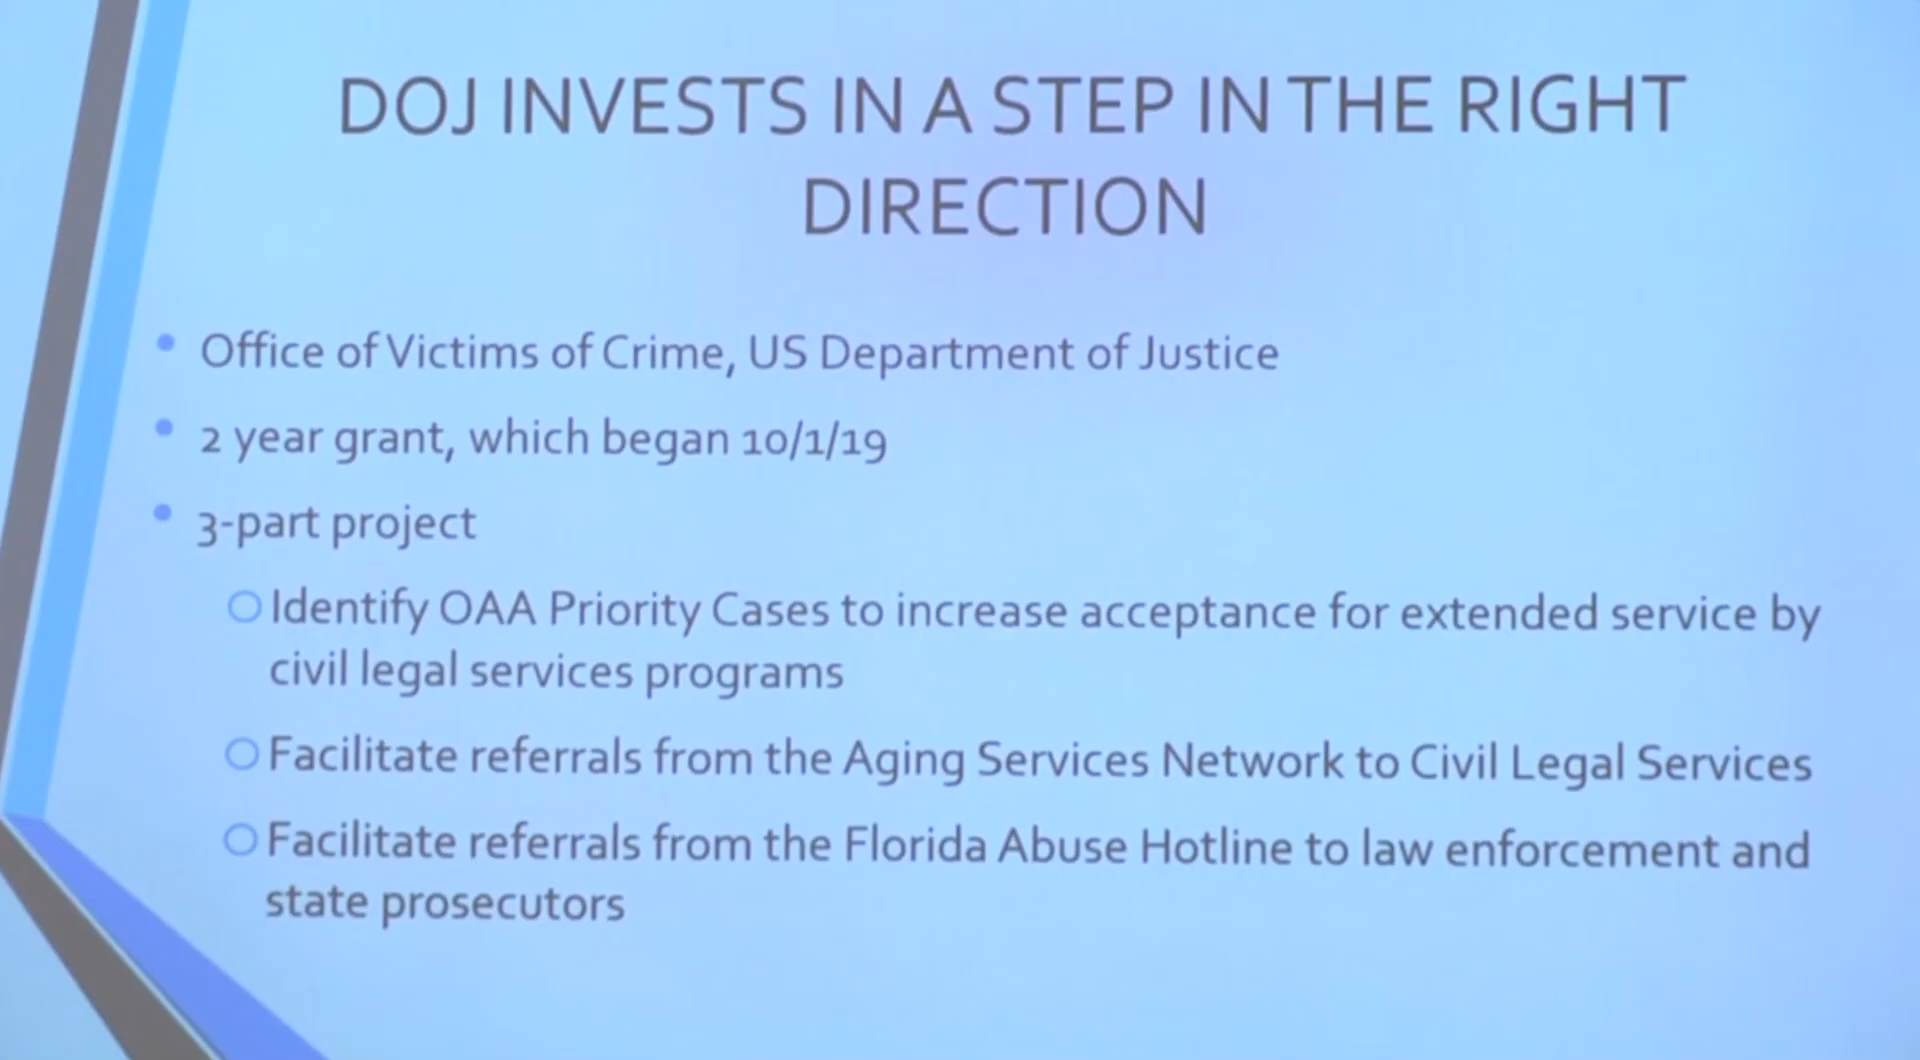 DOJ INVESTS IN A STEP IN THE RIGHT
DIRECTION
Office of Victims of Crime, US Department of Justice
2 year grant, which began 10/1/19
3-part project
Identify OAA Priority Cases to increase acceptance for extended service by
civil legal services programs
Facilitate referrals from the Aging Services Network to Civil Legal Services
Facilitate referrals from the Florida Abuse Hotline to law enforcement and
state prosecutors